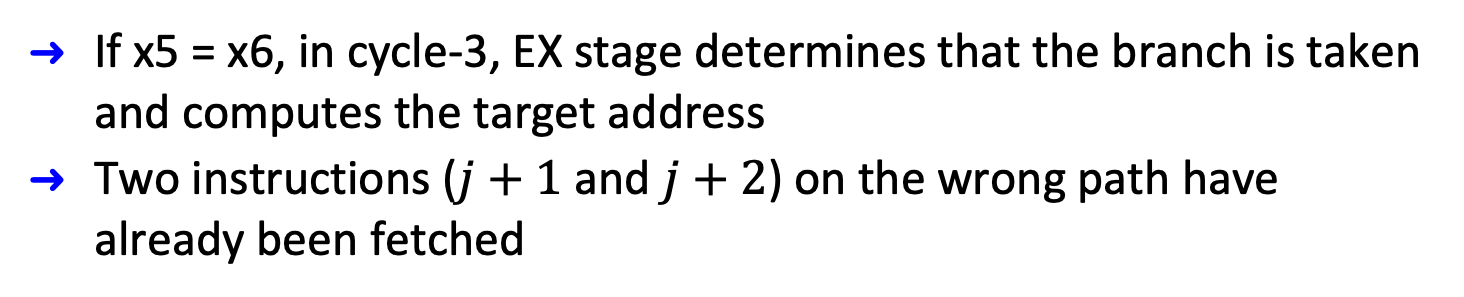 → If x5 = x6, in cycle-3, EX stage determines that the branch is taken
and computes the target address
→ Two instructions (j + 1 and j + 2) on the wrong path have
already been fetched